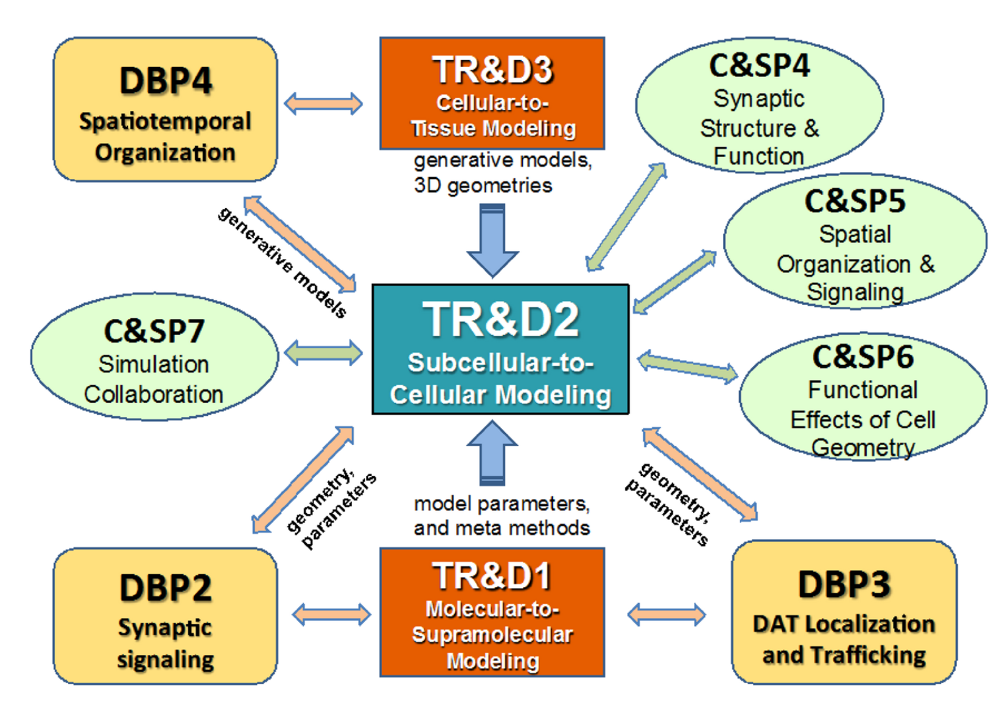 DBP4
Spatiotemporal
Organization
TR&D3
Cellular-to-
Tissue Modeling
generative models,
3D geometries
C&SP4
Synaptic
Structure &
Function
C&SP5
Spatial
Organization &
Signaling
generative models
C&SP7
Simulation
Collaboration
TR&D2
Subcellular-to-
Cellular Modeling
C&SP6
Functional
Effects of Cell
Geometry
geometry,
parameters
model parameters,
and meta methods
geometry,
parameters
DBP2
Synaptic
signaling
TR&D1
Molecular-to-
Supramolecular
Modeling
DBP3
DAT Localization
and Trafficking